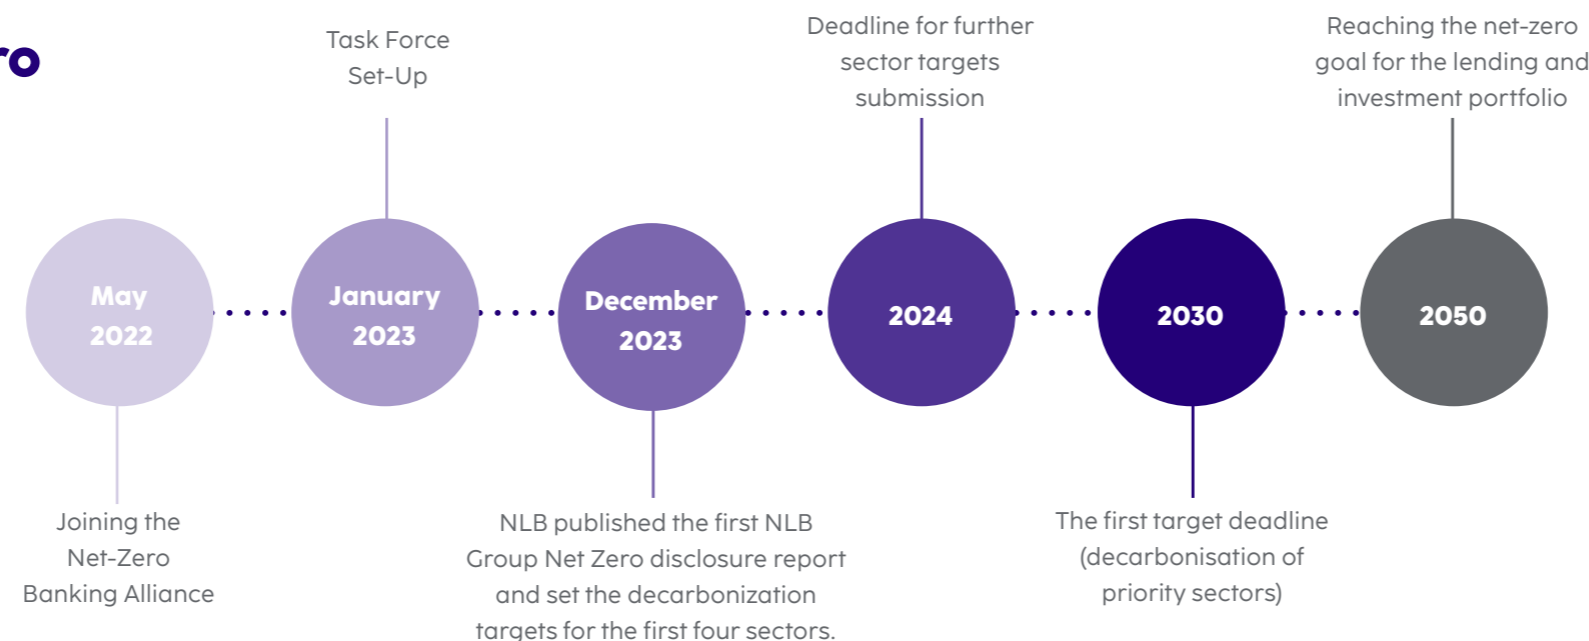 ro
Task Force
Set-Up
Deadline for further
sector targets
submission
Reaching the net-zero
goal for the lending and
investment portfolio
May
2022
January
2023
December
2023
2024
2030
2050
Joining the
Net-Zero
Banking Alliance
NLB published the first NLB
Group Net Zero disclosure report
and set the decarbonization
targets for the first four sectors.
The first target deadline
(decarbonisation of
priority sectors)